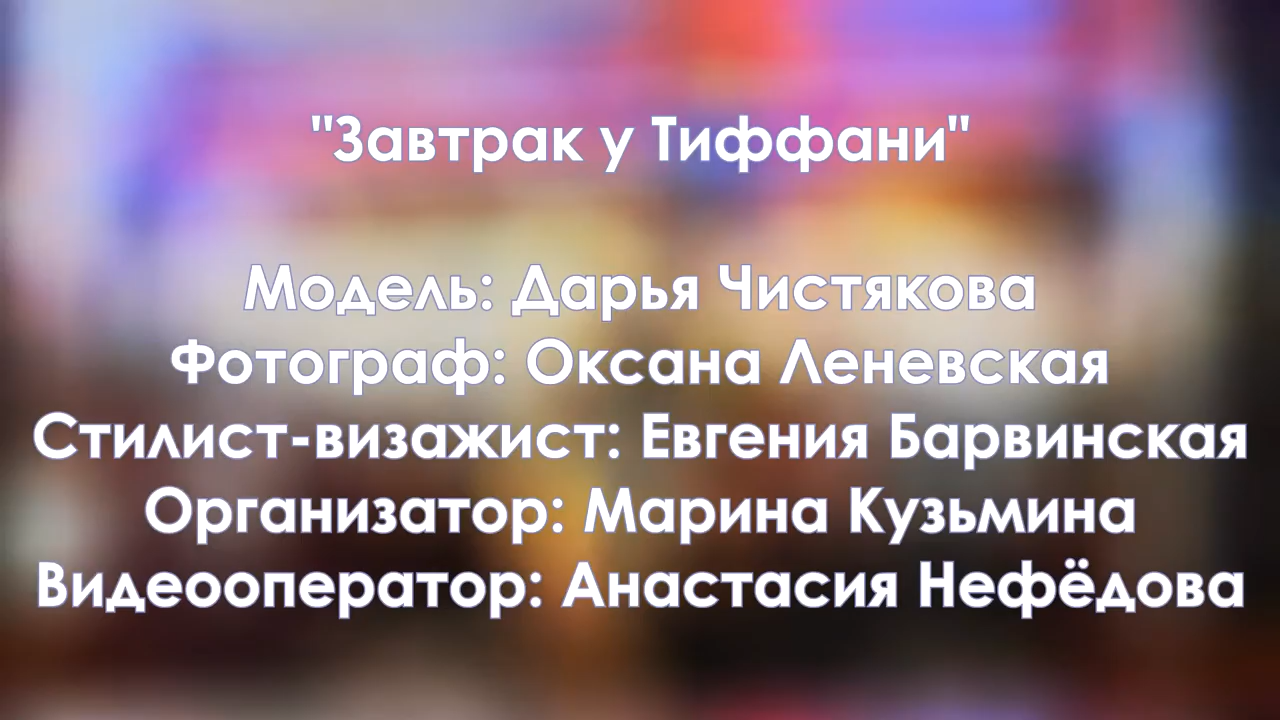 "Завтрак у Тиффани"
Модель: Дарья Чистякова
Фотограф: Оксана Леневская
Стилист-визажист: Евгения Барвинская
Организатор: Марина Кузьмина
Видеооператор: Анастасия Нефёдова